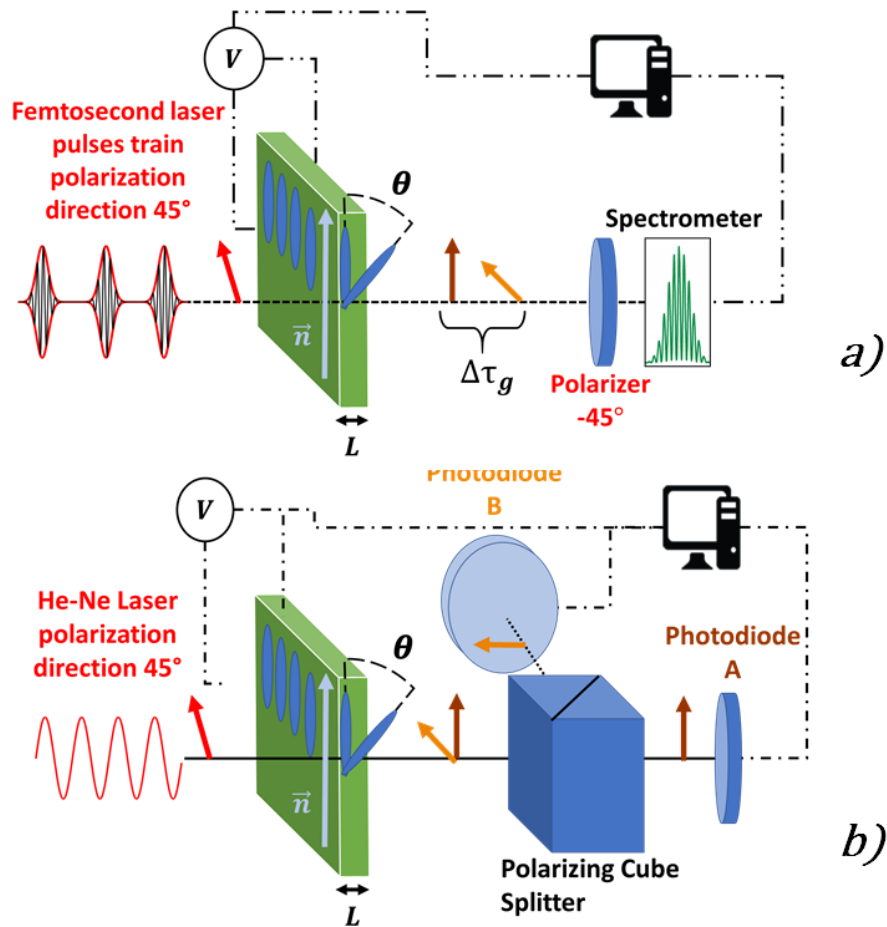 V
Femtosecond laser
pulses train
polarization
direction 45°
θ
n⃗
L
Δτg
Spectrometer
Polarizer
-45°
a)
V
Photodiode
B
He-Ne Laser
polarization
direction 45°
θ
n⃗
L
Photodiode
A
Polarizing Cube
Splitter
b)